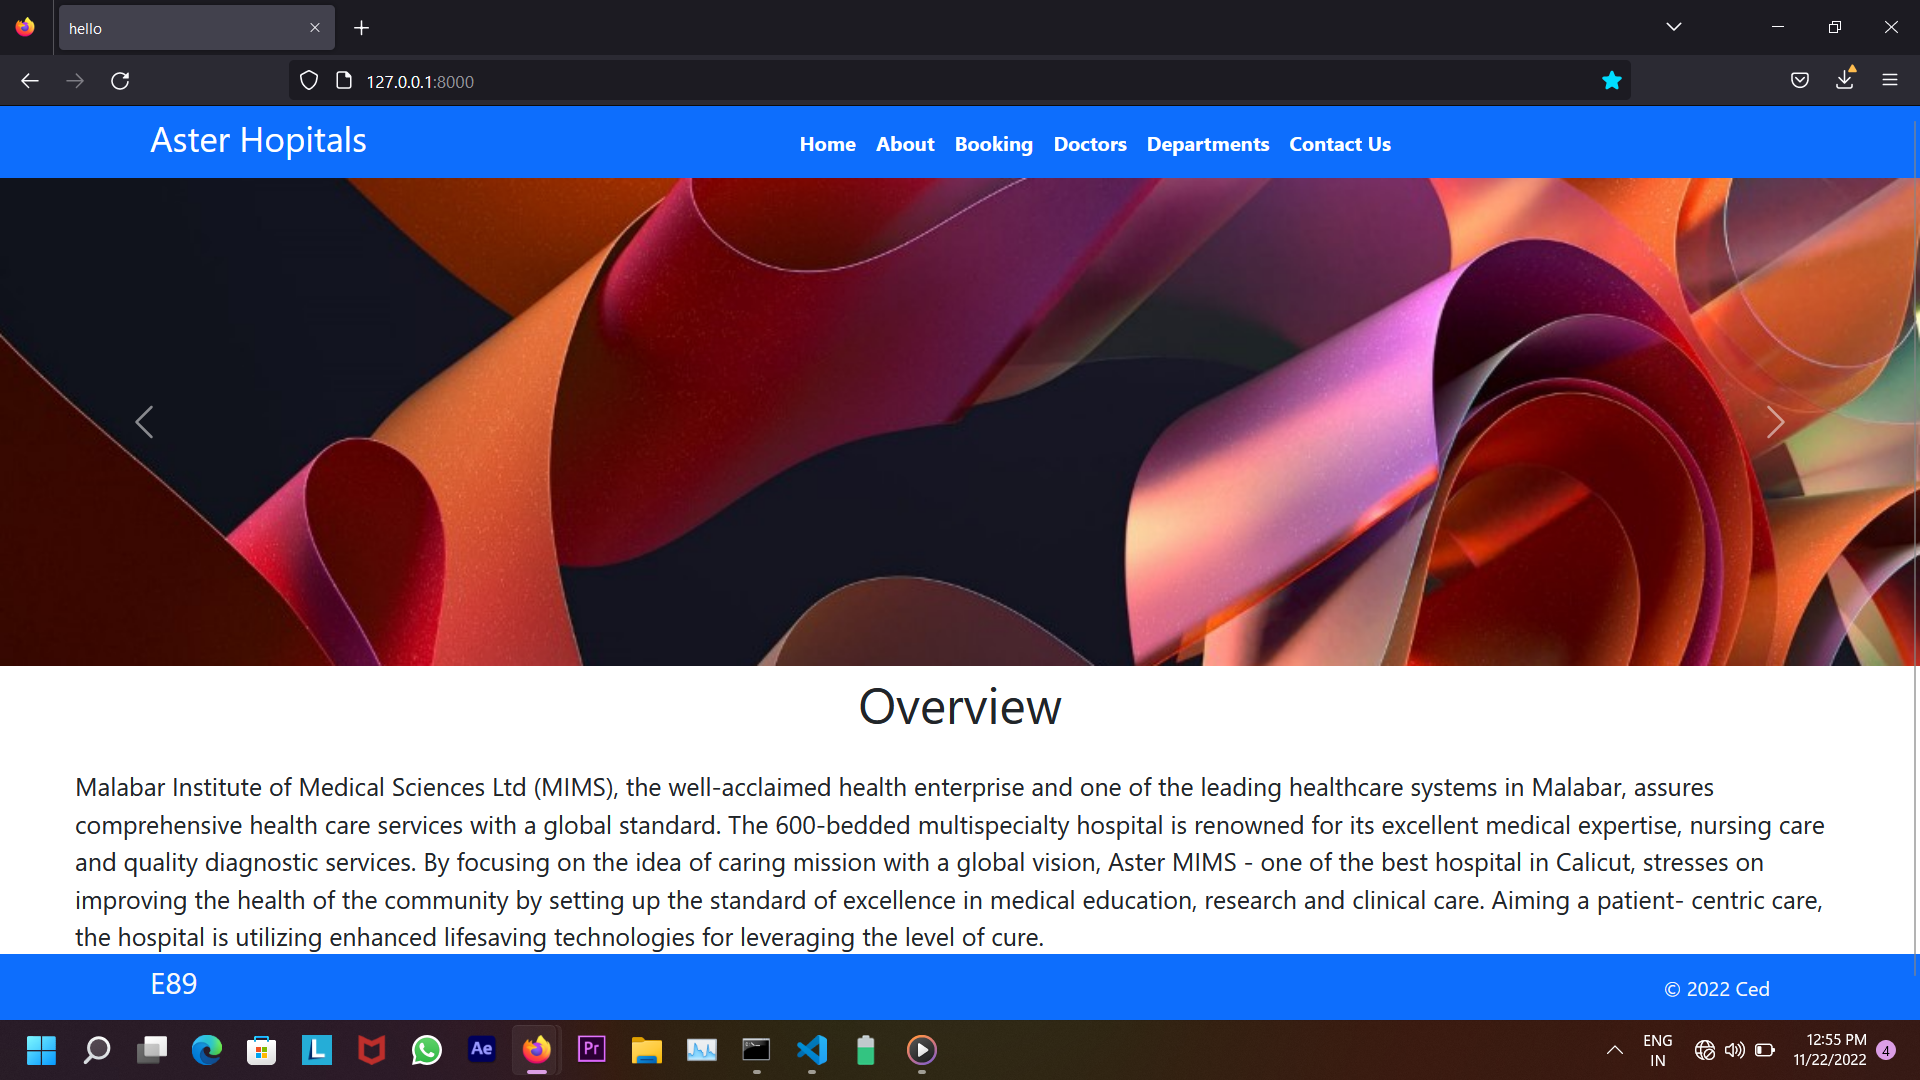 hello
127.0.0.1:8000
Aster Hopitals
Home About Booking Doctors Departments Contact Us
Overview
Malabar Institute of Medical Sciences Ltd (MIMS), the well-acclaimed health enterprise and one of the leading healthcare systems in Malabar, assures
comprehensive health care services with a global standard. The 600-bedded multispecialty hospital is renowned for its excellent medical expertise, nursing care
and quality diagnostic services. By focusing on the idea of caring mission with a global vision, Aster MIMS - one of the best hospital in Calicut, stresses on
improving the health of the community by setting up the standard of excellence in medical education, research and clinical care. Aiming a patient- centric care,
the hospital is utilizing enhanced lifesaving technologies for leveraging the level of cure.
E89
© 2022 Ced
L
Ae
Pr
ENG
IN
12:55 PM
11/22/2022
4